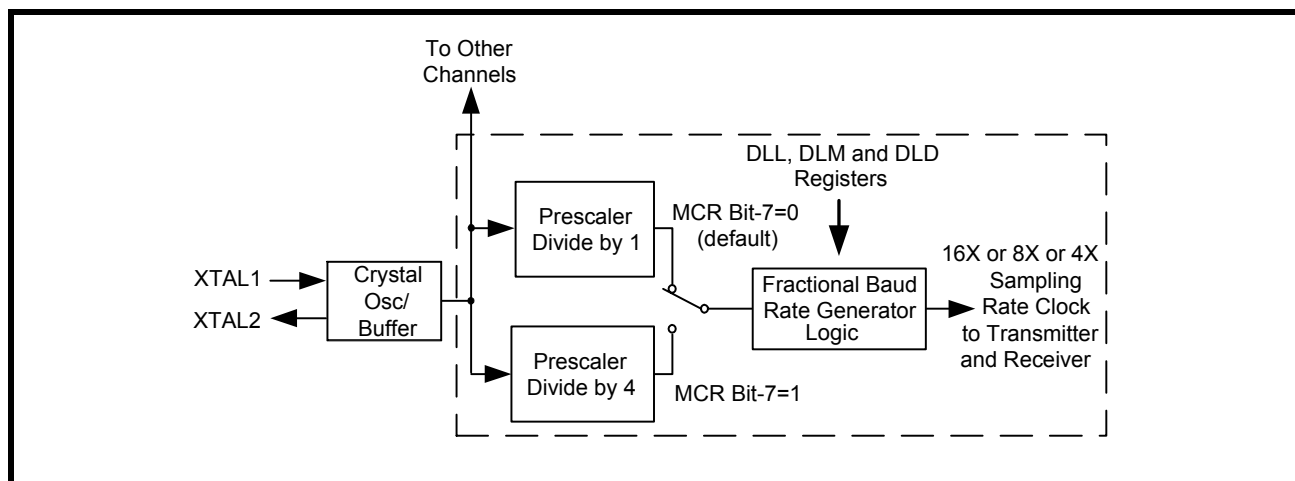 To Other
Channels
DLL, DLM and DLD
Registers
Prescaler
Divide by 1
MCR Bit-7=0
(default)
XTAL1
XTAL2
Crystal
Osc/
Buffer
Fractional Baud
Rate Generator
Logic
16X or 8X or 4X
Sampling
Rate Clock
to Transmitter
and Receiver
Prescaler
Divide by 4
MCR Bit-7=1